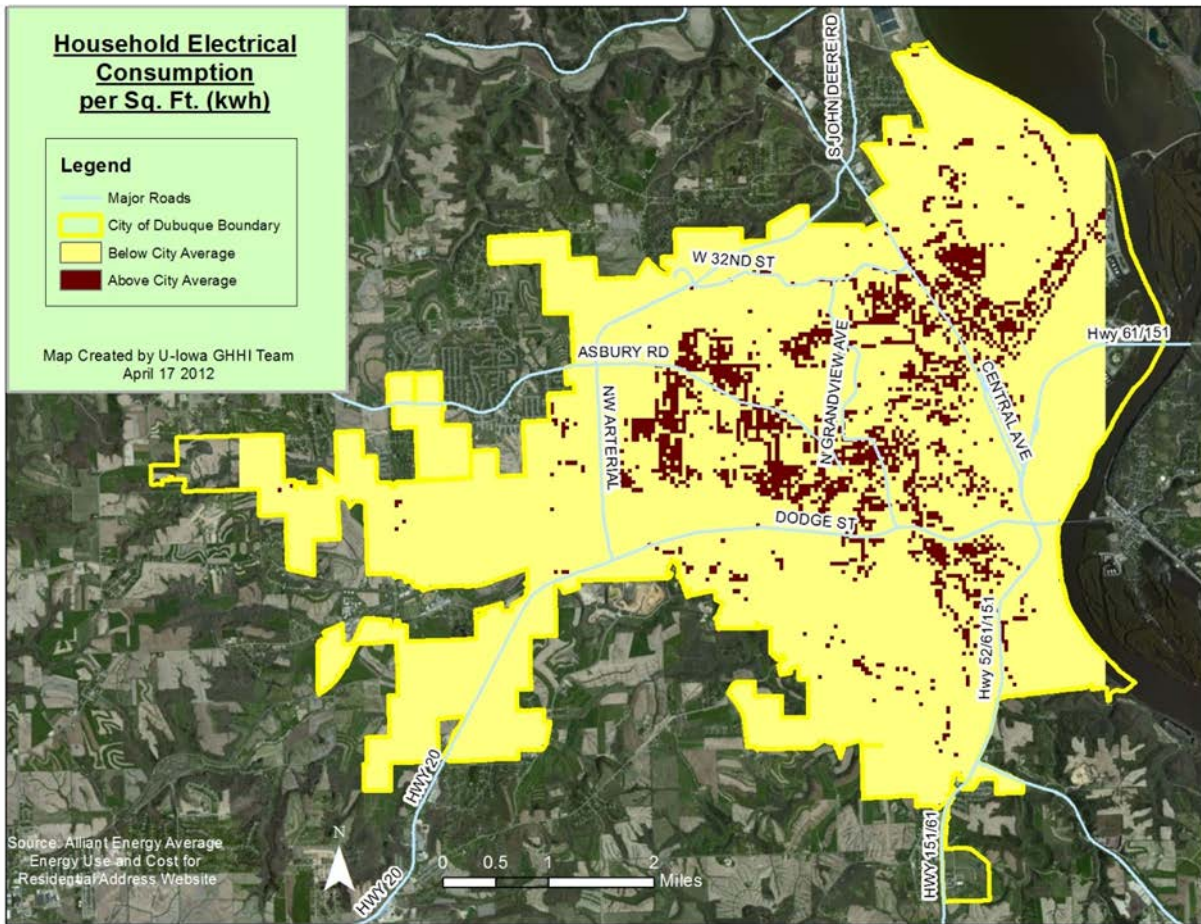 Household Electrical
Consumption
per Sq. Ft. (kwh)
Legend
Major Roads
City of Dubuque Boundary
Below City Average
Above City Average
Map Created by U-Iowa GHHI Team
April 17 2012
S JOHN DEERE RD
W 32ND ST
ASBURY RD
N GRANDVIEW AVE
CENTRAL AVE
Hwy 61/151
NW ARTERIAL
DODGE ST
Hwy 52/61/151
HWY 20
HWY 20
HWY 151/61
Source: Alliant Energy Average
Energy Use and Cost for
Residential Address Website
N
0 0.5 1 2
Miles